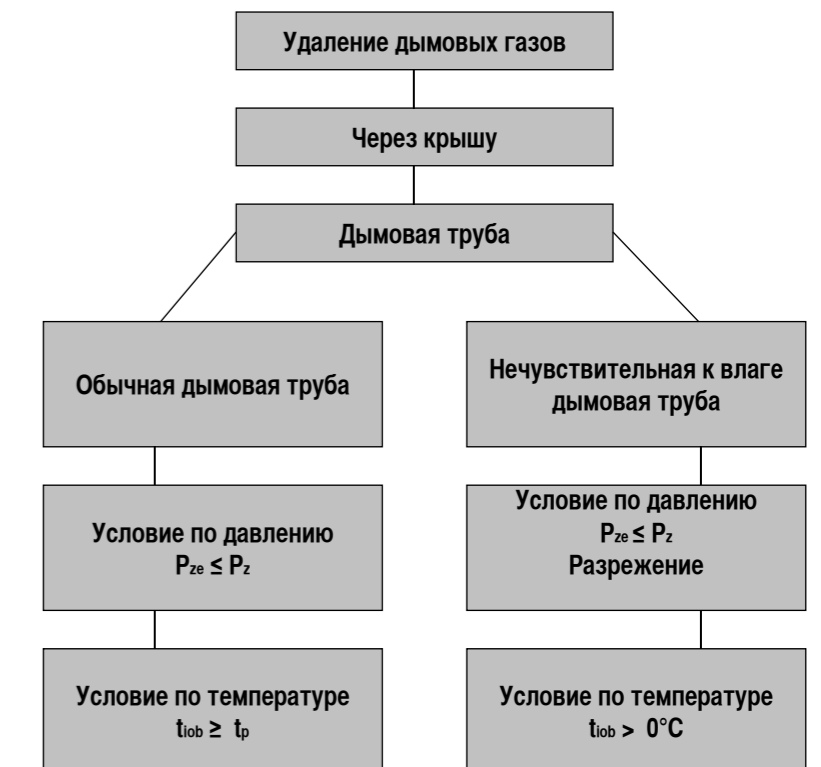 Удаление дымовых газов
Через крышу
Дымовая труба
Обычная дымовая труба
Нечувствительная к влаге
дымовая труба
Условие по давлению
Pze ≤ Pz
Условие по давлению
Pze ≤ Pz
Разрежение
Условие по температуре
tiob ≥ tp
Условие по температуре
tiob > 0°C